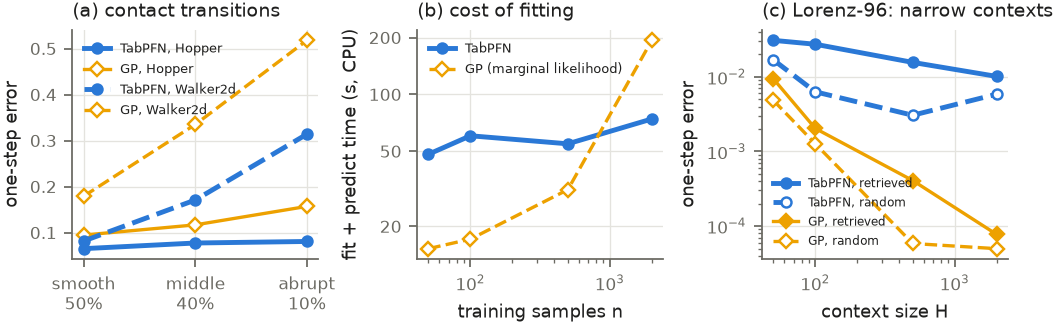 (a) contact transitions
one-step error
0.5
0.4
0.3
0.2
0.1
TabPFN, Hopper
GP, Hopper
TabPFN, Walker2d
GP, Walker2d
smooth
50%
middle
40%
abrupt
10%
(b) cost of fitting
fit + predict time (s, CPU)
200
100
50
20
TabPFN
GP (marginal likelihood)
10²
10³
training samples n
(c) Lorenz-96: narrow contexts
one-step error
10⁻²
10⁻³
10⁻⁴
TabPFN, retrieved
TabPFN, random
GP, retrieved
GP, random
10²
10³
context size H